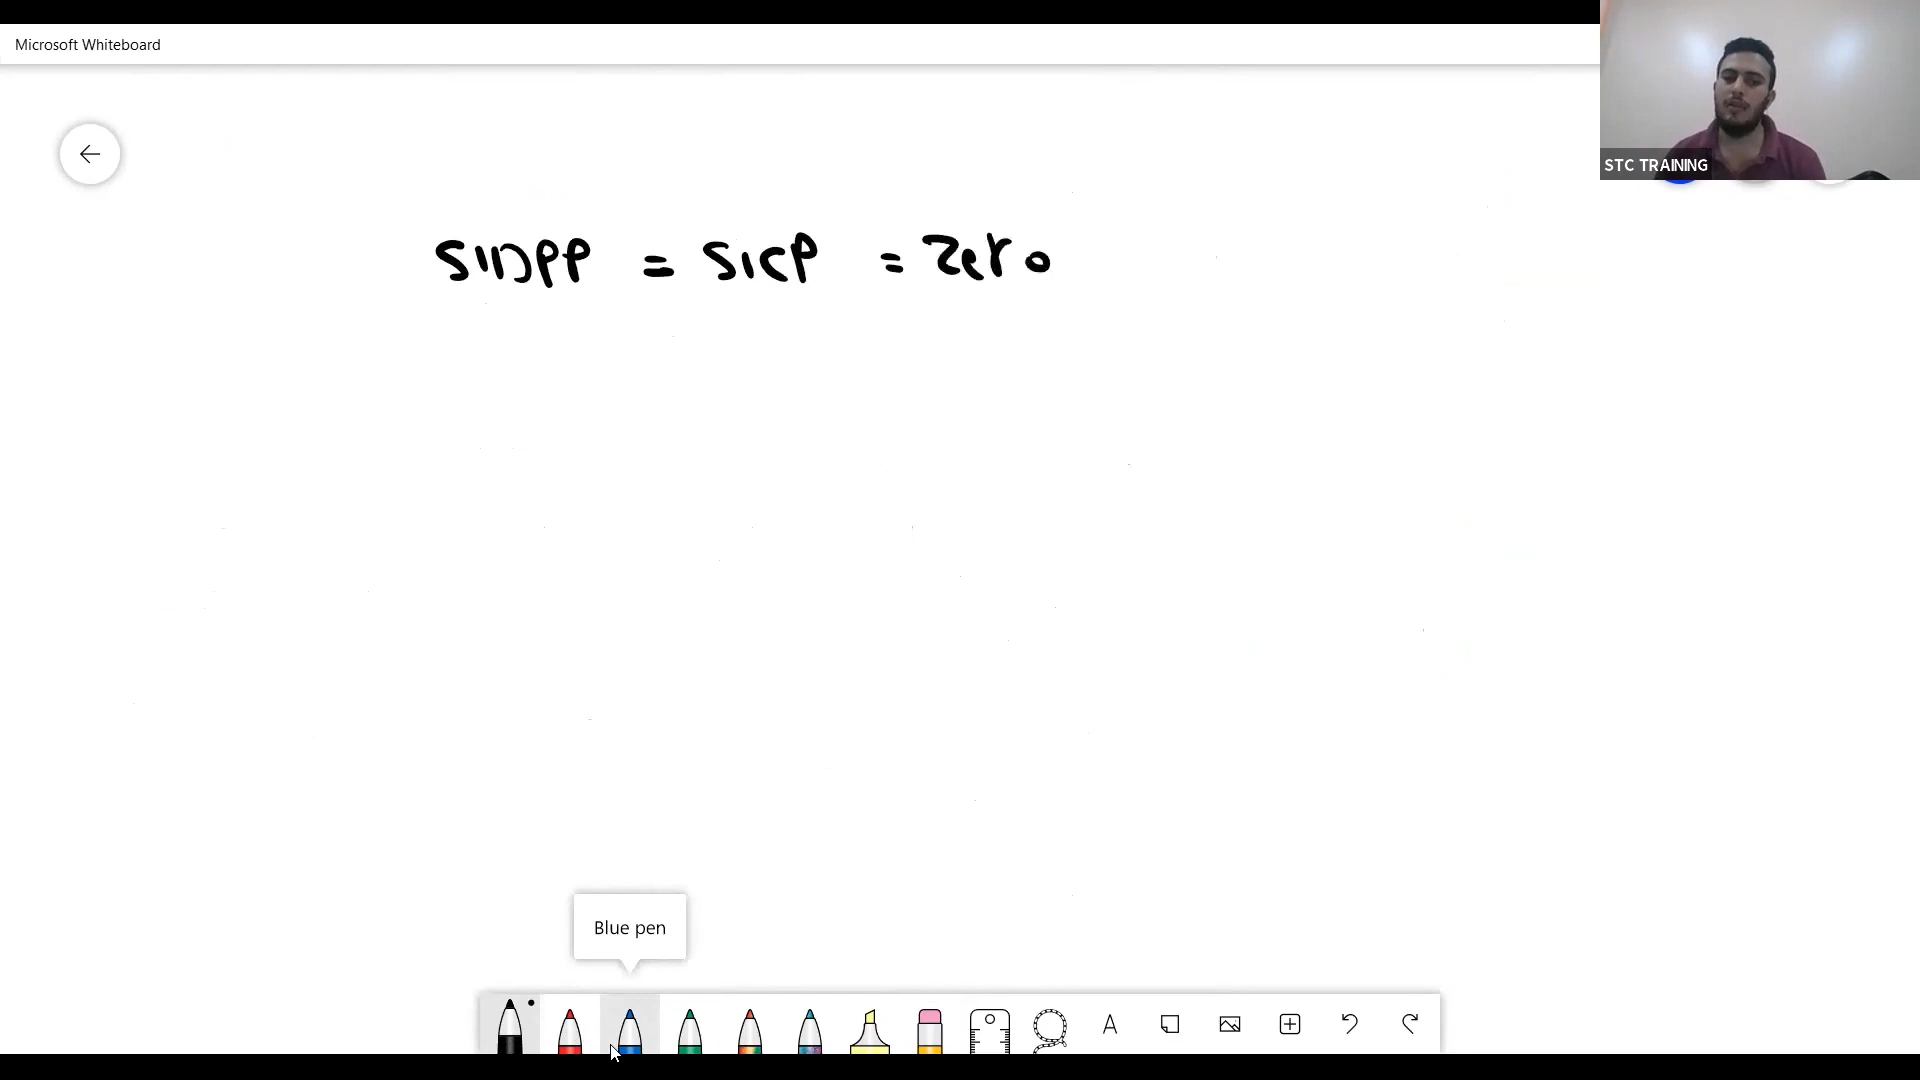 Microsoft Whiteboard
STC TRAINING
SIDPP = SICP = Zero
Blue pen
A